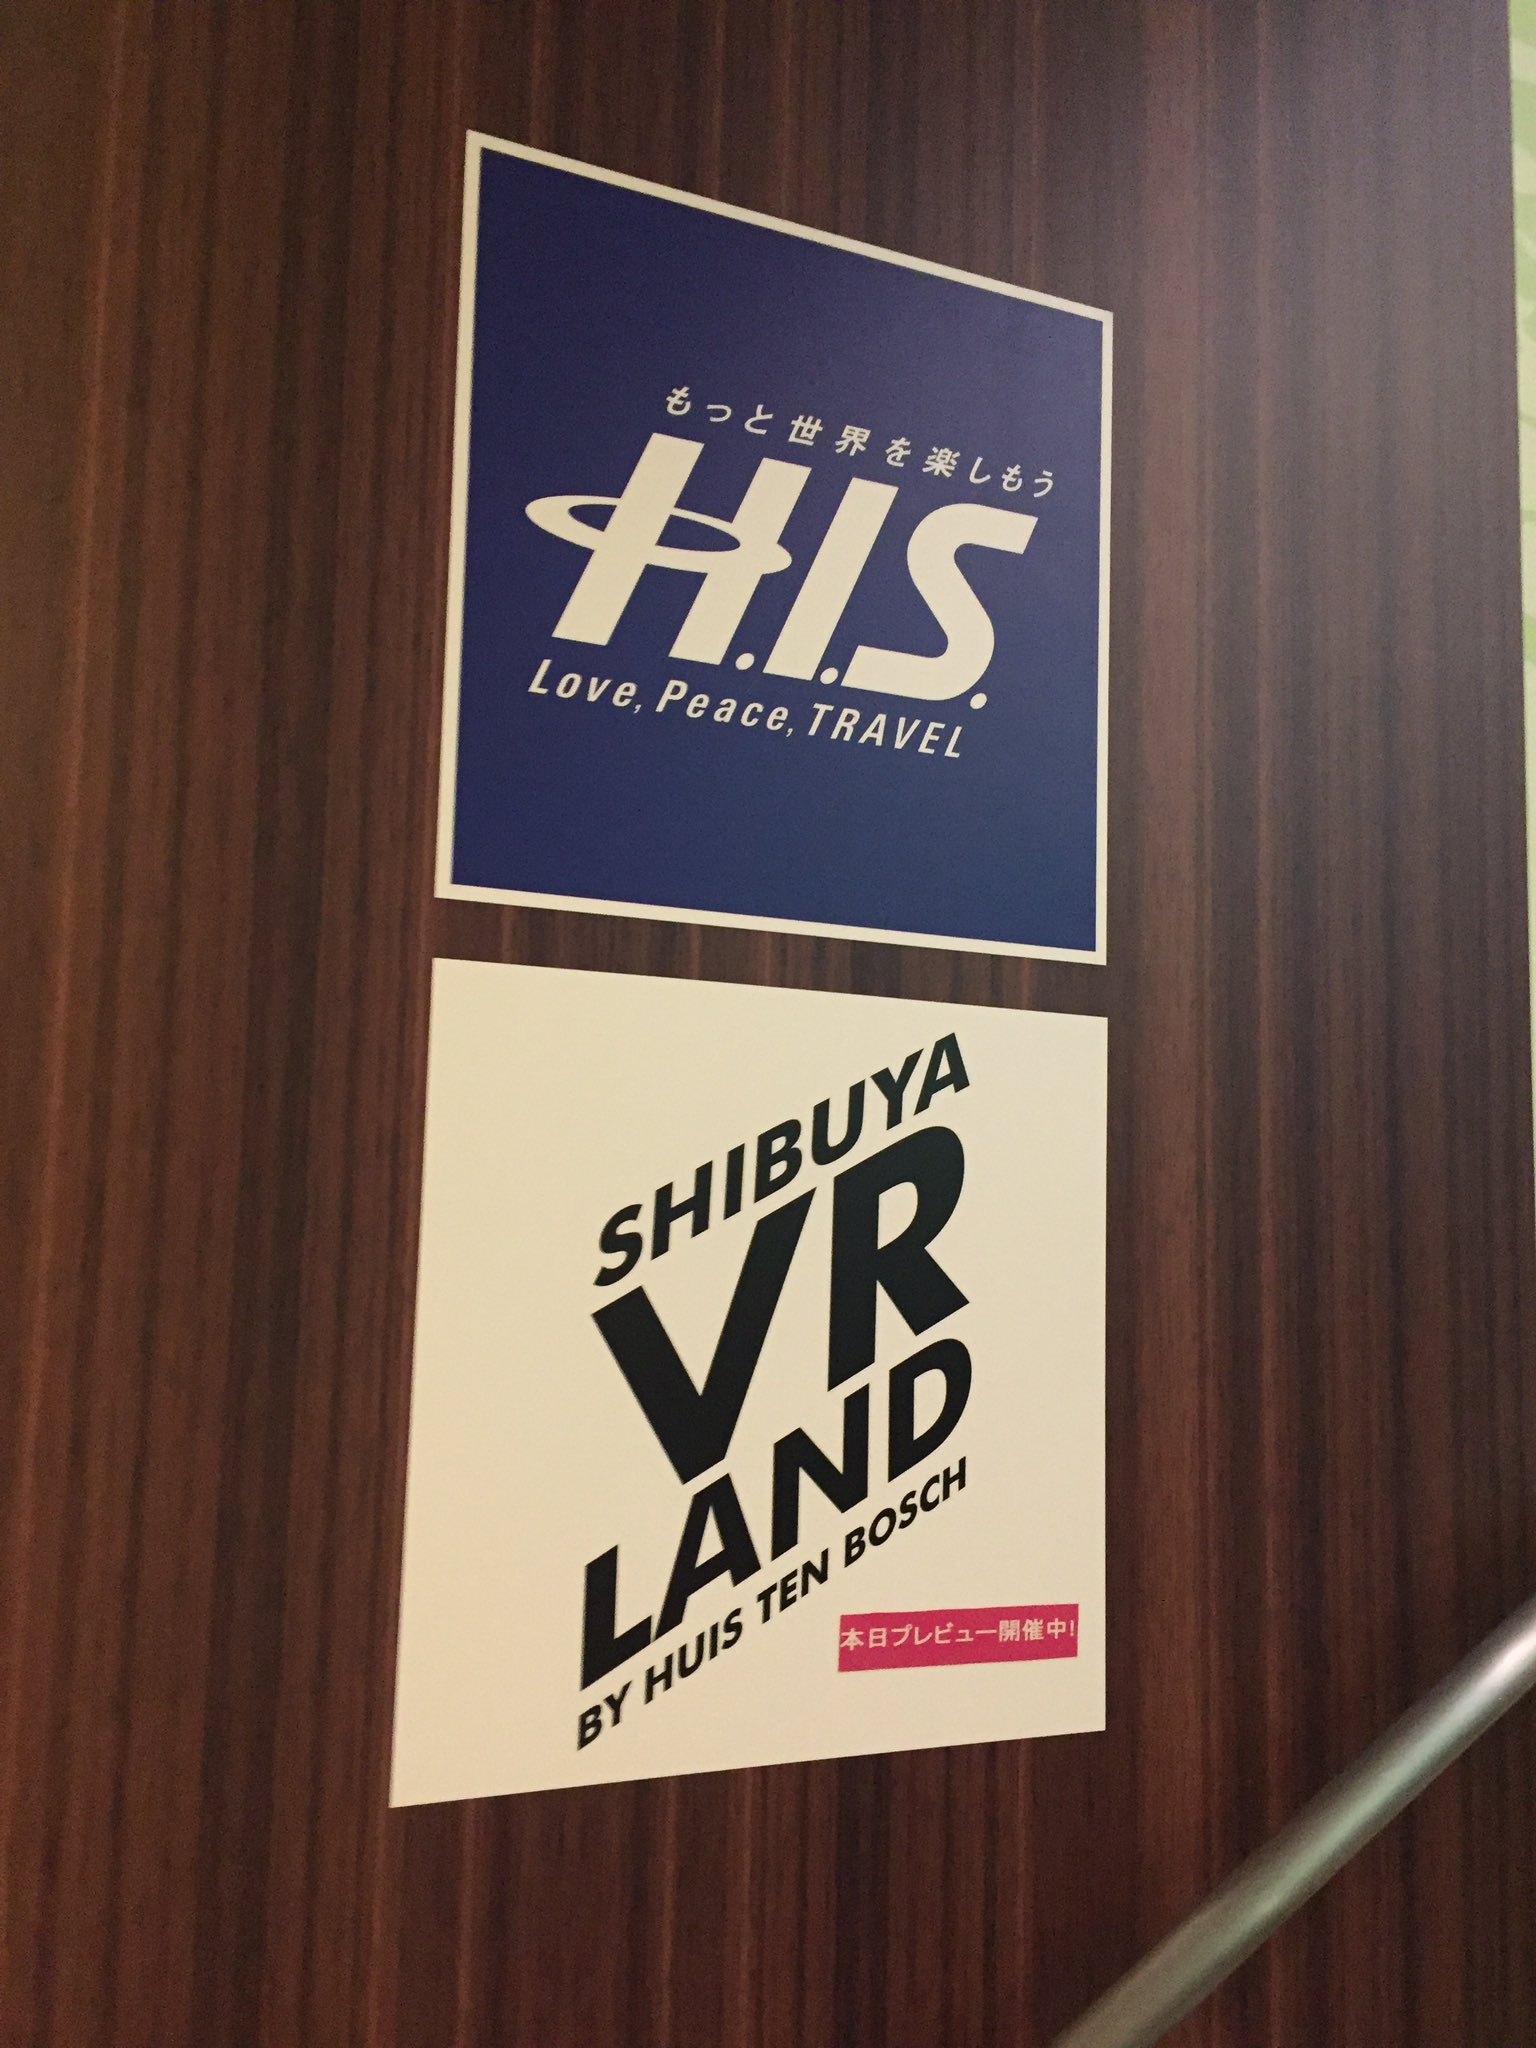 もっと世界を楽しもう
H.I.S.
Love, Peace, TRAVEL
SHIBUYA
VR
LAND
BY HUIS TEN BOSCH
本日プレビュー開催中!